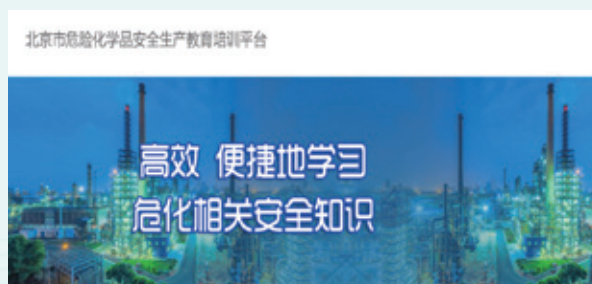 北京市危险化学品安全生产教育培训平台
高效 便捷地学习
危化相关安全知识